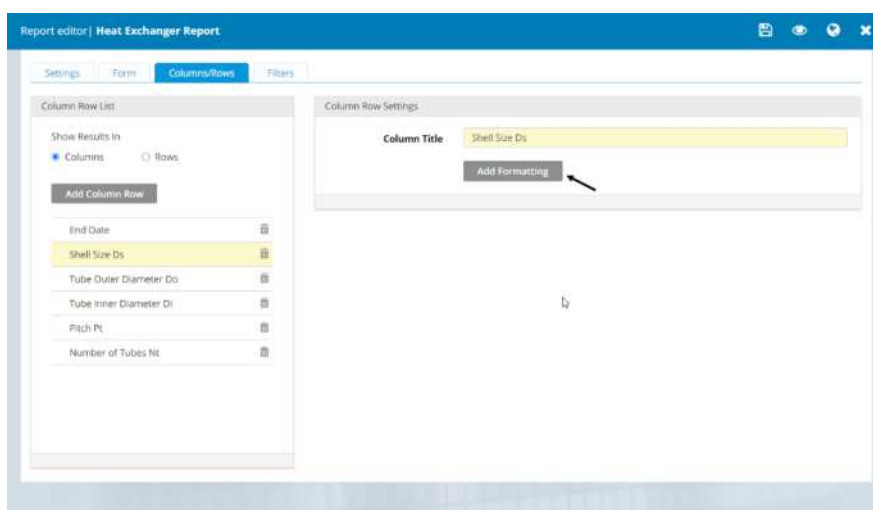 Report editor| Heat Exchanger Report
Settings Form Columns/Rows Filters
Column Row List
Show Results In
Columns Rows
Add Column Row
End Date
Shell Size Ds
Tube Outer Diameter Do
Tube Inner Diameter Di
Pitch Pt
Number of Tubes Nt
Column Row Settings
Column Title Shell Size Ds
Add Formatting